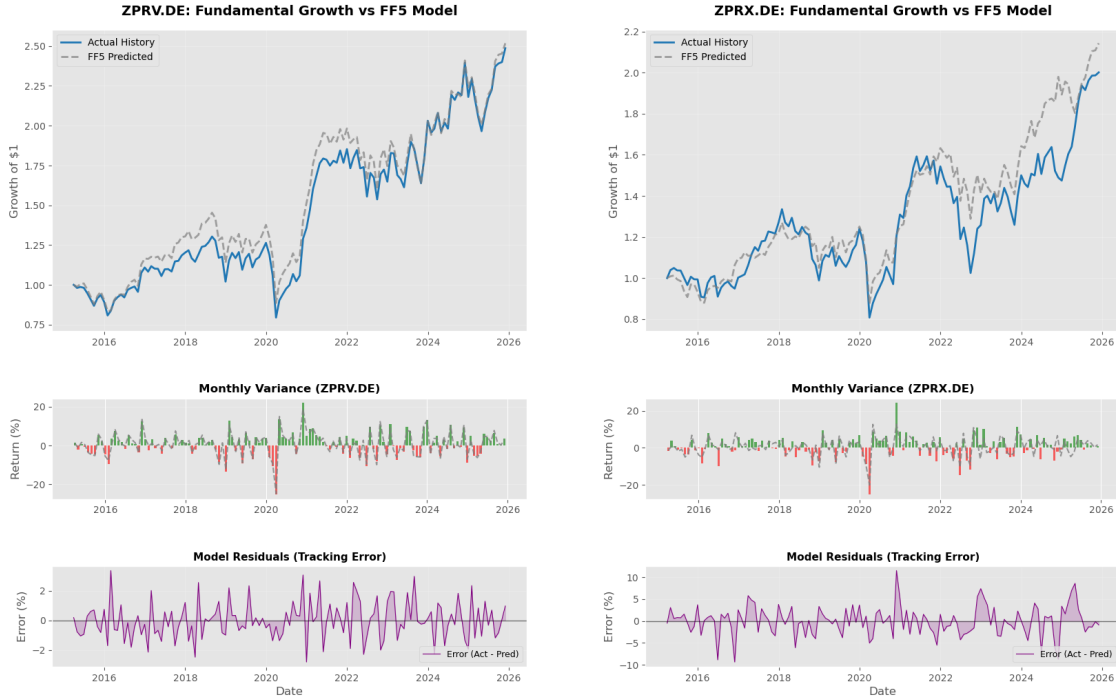 ZPRV.DE: Fundamental Growth vs FF5 Model
Actual History
FF5 Predicted
Growth of $1
2.50
2.25
2.00
1.75
1.50
1.25
1.00
0.75
2016 2018 2020 2022 2024 2026
Monthly Variance (ZPRV.DE)
Return (%)
20
0
−20
2016 2018 2020 2022 2024 2026
Model Residuals (Tracking Error)
Error (%)
2
0
−2
Error (Act - Pred)
2016 2018 2020 2022 2024 2026
Date
ZPRX.DE: Fundamental Growth vs FF5 Model
Actual History
FF5 Predicted
Growth of $1
2.2
2.0
1.8
1.6
1.4
1.2
1.0
0.8
2016 2018 2020 2022 2024 2026
Monthly Variance (ZPRX.DE)
Return (%)
20
0
−20
2016 2018 2020 2022 2024 2026
Model Residuals (Tracking Error)
Error (%)
10
5
0
−5
−10
Error (Act - Pred)
2016 2018 2020 2022 2024 2026
Date